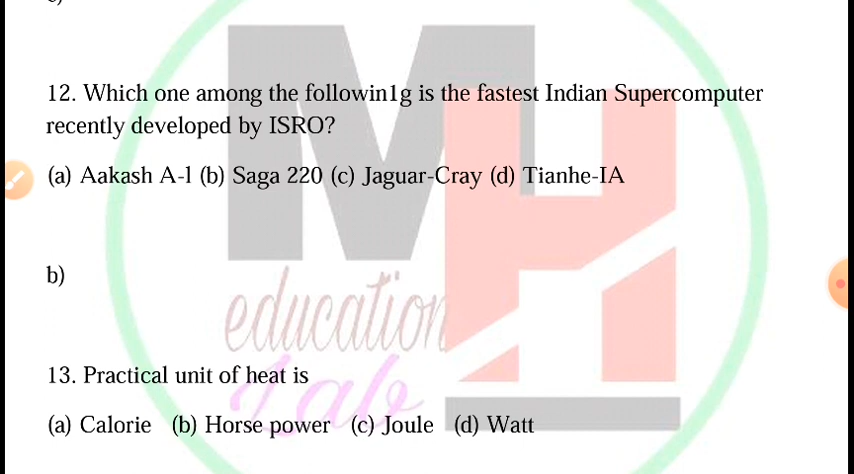 12. Which one among the followin1g is the fastest Indian Supercomputer
recently developed by ISRO?
(a) Aakash A-1 (b) Saga 220 (c) Jaguar-Cray (d) Tianhe-IA
b)
education
Lab
13. Practical unit of heat is
(a) Calorie (b) Horse power (c) Joule (d) Watt